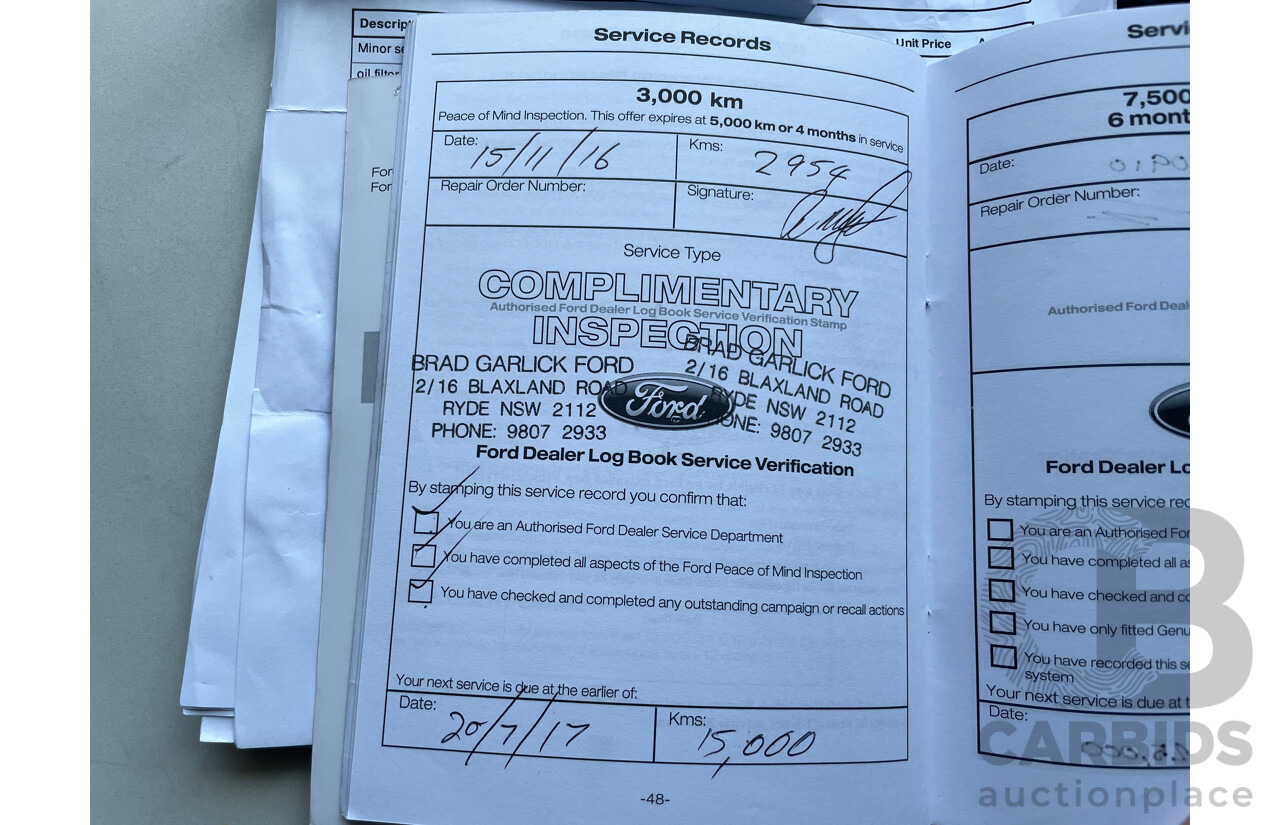 Minor se
oil filte
Unit Price
For
For
Service Records
3,000 km
Peace of Mind Inspection. This offer expires at 5,000 km or 4 months in service
Date: 15/11/16
Kms: 2954
Repair Order Number:
Signature:
Service Type
COMPLIMENTARY
Authorised Ford Dealer Log Book Service Verification Stamp
INSPECTION
BRAD GARLICK FORD
2/16 BLAXLAND ROAD
RYDE NSW 2112
PHONE: 9807 2933
BRAD GARLICK FORD
2/16 BLAXLAND ROAD
RYDE NSW 2112
PHONE: 9807 2933
Ford
Ford Dealer Log Book Service Verification
By stamping this service record you confirm that:
You are an Authorised Ford Dealer Service Department
You have completed all aspects of the Ford Peace of Mind Inspection
You have checked and completed any outstanding campaign or recall actions
Your next service is due at the earlier of:
Date: 20/7/17
Kms: 15,000
-48-
Servi
7,500
6 mont
Date:
Repair Order Number:
Authorised Ford Deal
Ford Dealer Lo
By stamping this service rec
You are an Authorised For
You have completed all as
You have checked and co
You have only fitted Genu
You have recorded this se
system
Your next service is due at t
Date:
CARBIDS
auctionplace